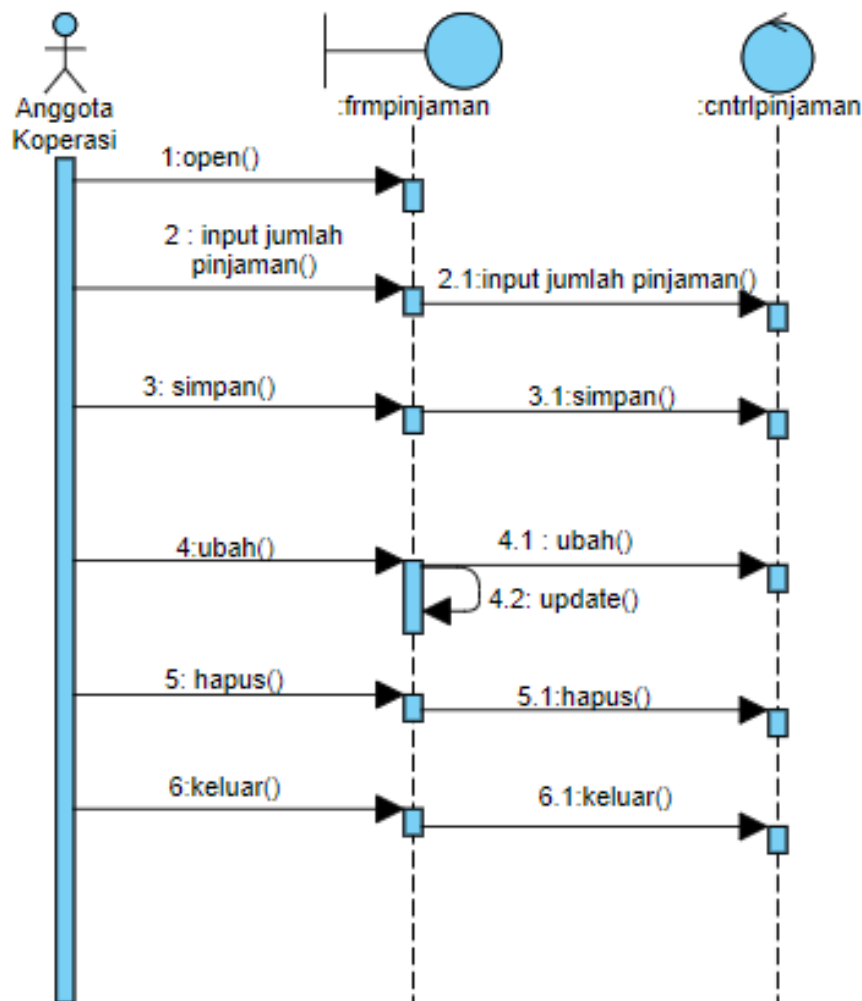 Anggota
Koperasi
:frmpinjaman
:cntrlpinjaman
1:open()
2 : input jumlah
pinjaman()
2.1:input jumlah pinjaman()
3: simpan()
3.1:simpan()
4:ubah()
4.1 : ubah()
4.2: update()
5: hapus()
5.1:hapus()
6:keluar()
6.1:keluar()